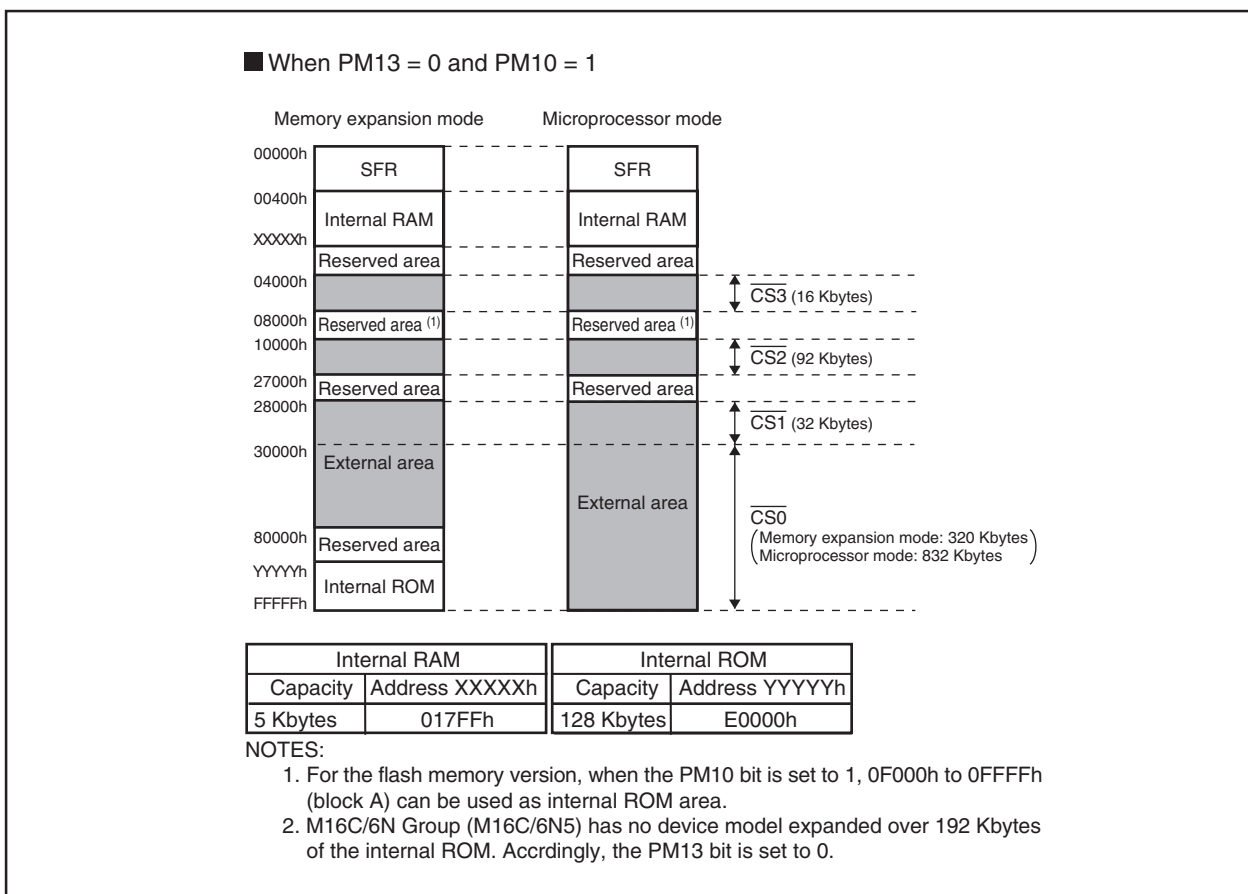 ■ When PM13 = 0 and PM10 = 1
Memory expansion mode Microprocessor mode
00000h
SFR SFR
00400h
Internal RAM Internal RAM
XXXXXh
Reserved area Reserved area
04000h
CS3 (16 Kbytes)
08000h
Reserved area (1) Reserved area (1)
10000h
CS2 (92 Kbytes)
27000h
Reserved area Reserved area
28000h
CS1 (32 Kbytes)
30000h
External area
External area
CS0
(Memory expansion mode: 320 Kbytes
Microprocessor mode: 832 Kbytes)
80000h
Reserved area
YYYYYh
Internal ROM
FFFFFh
Internal RAM Internal ROM
Capacity Address XXXXXh Capacity Address YYYYYh
5 Kbytes 017FFh 128 Kbytes E0000h
NOTES:
1. For the flash memory version, when the PM10 bit is set to 1, 0F000h to 0FFFFh
(block A) can be used as internal ROM area.
2. M16C/6N Group (M16C/6N5) has no device model expanded over 192 Kbytes
of the internal ROM. Accrdingly, the PM13 bit is set to 0.